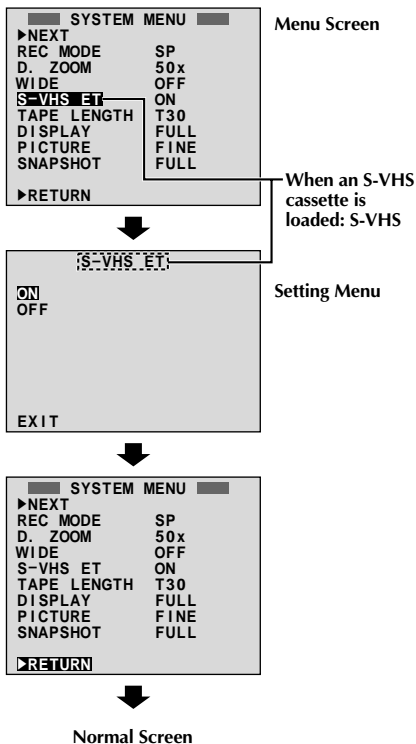 SYSTEM MENU
▶NEXT
REC MODE SP
D. ZOOM 50x
WIDE OFF
S-VHS ET ON
TAPE LENGTH T30
DISPLAY FULL
PICTURE FINE
SNAPSHOT FULL
▶RETURN
Menu Screen
When an S-VHS
cassette is
loaded: S-VHS
S-VHS ET
ON
OFF
EXIT
Setting Menu
SYSTEM MENU
▶NEXT
REC MODE SP
D. ZOOM 50x
WIDE OFF
S-VHS ET ON
TAPE LENGTH T30
DISPLAY FULL
PICTURE FINE
SNAPSHOT FULL
▶RETURN
Normal Screen